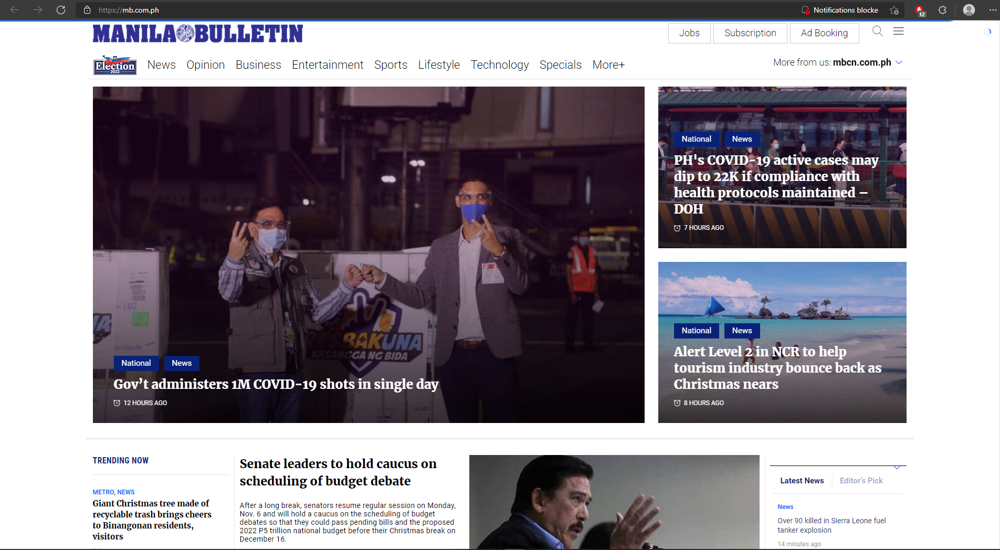 https://mb.com.ph
Notifications blocke
12
MANILA BULLETIN
Jobs
Subscription
Ad Booking
Election
2022
News
Opinion
Business
Entertainment
Sports
Lifestyle
Technology
Specials
More+
More from us: mbcn.com.ph
RESBAKUNA
KASANGGA NG BIDA
National
News
Gov’t administers 1M COVID-19 shots in single day
12 HOURS AGO
National
News
PH's COVID-19 active cases may
dip to 22K if compliance with
health protocols maintained –
DOH
7 HOURS AGO
National
News
Alert Level 2 in NCR to help
tourism industry bounce back as
Christmas nears
8 HOURS AGO
TRENDING NOW
METRO, NEWS
Giant Christmas tree made of
recyclable trash brings cheers
to Binangonan residents,
visitors
Senate leaders to hold caucus on
scheduling of budget debate
After a long break, senators resume regular session on Monday,
Nov. 6 and will hold a caucus on the scheduling of budget
debates so that they could pass pending bills and the proposed
2022 P5 trillion national budget before their Christmas break on
December 16.
Latest News
Editor's Pick
News
Over 90 killed in Sierra Leone fuel
tanker explosion
14 minutes ago